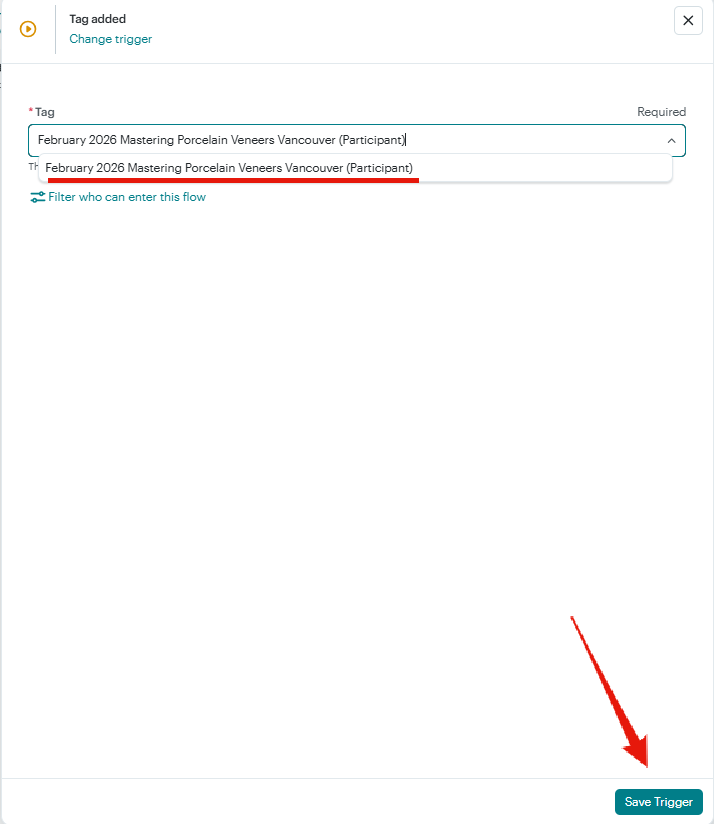 Tag added
Change trigger
* Tag
Required
February 2026 Mastering Porcelain Veneers Vancouver (Participant)
February 2026 Mastering Porcelain Veneers Vancouver (Participant)
Filter who can enter this flow
Save Trigger